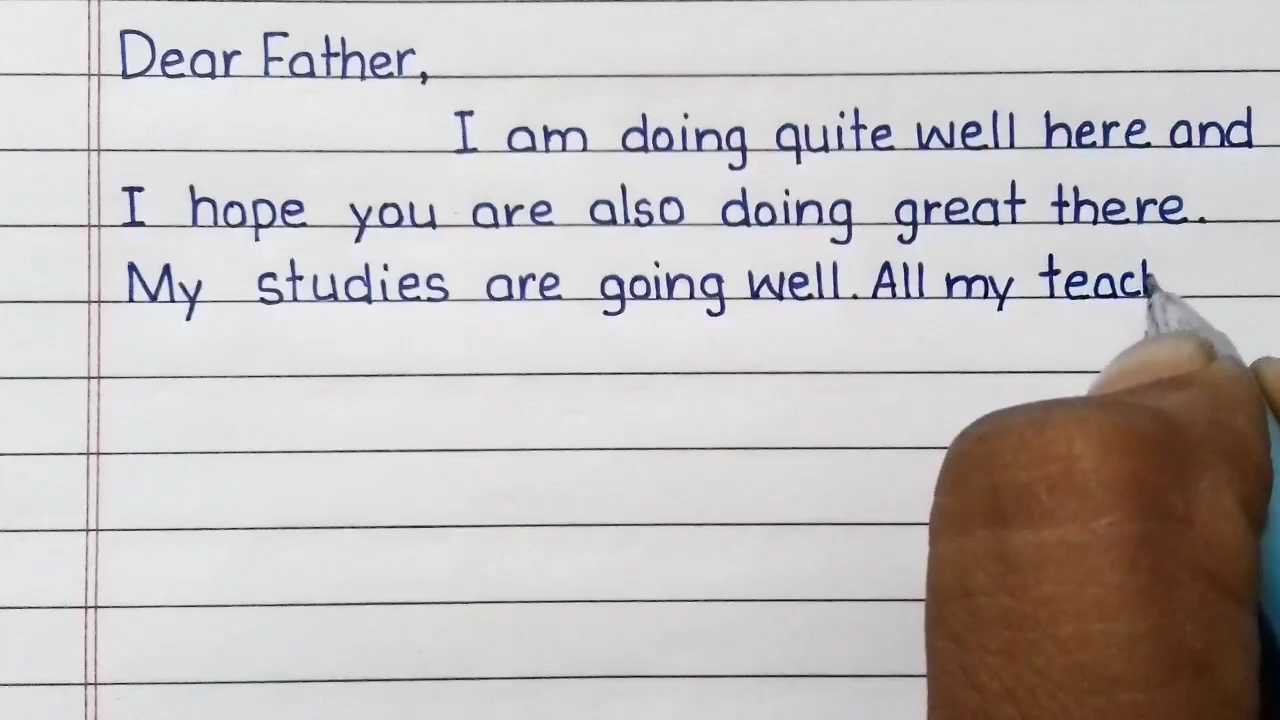 Dear Father,
I am doing quite well here and
I hope you are also doing great there.
My studies are going well. All my teach